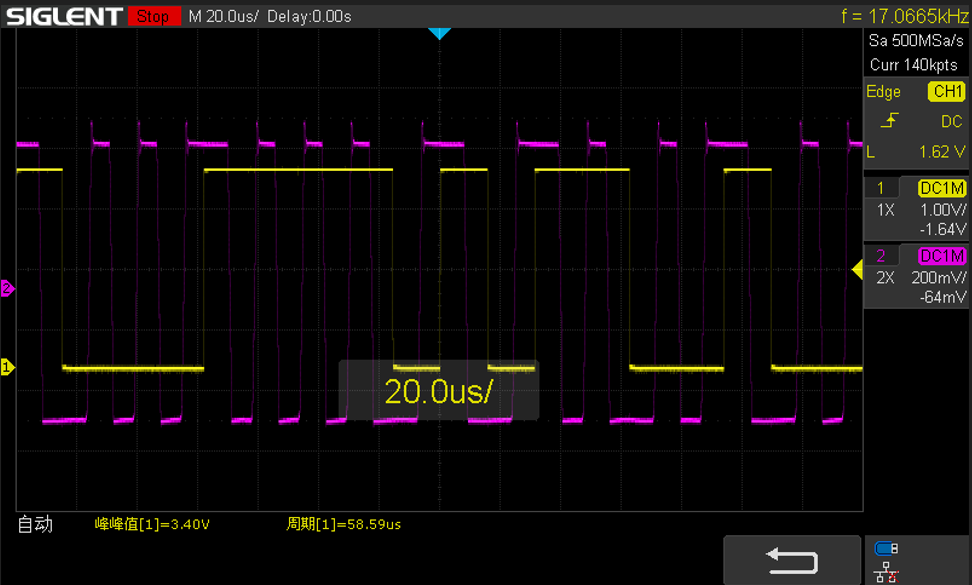 SIGLENT Stop M 20.0us/ Delay:0.00s f = 17.0665kHz
Sa 500MSa/s
Curr 140kpts
Edge CH1
DC
L 1.62 V
1 DC1M
1X 1.00V/
-1.64V
2 DC1M
2X 200mV/
-64mV
2
1
20.0us/
自动 峰峰值[1]=3.40V 周期[1]=58.59us